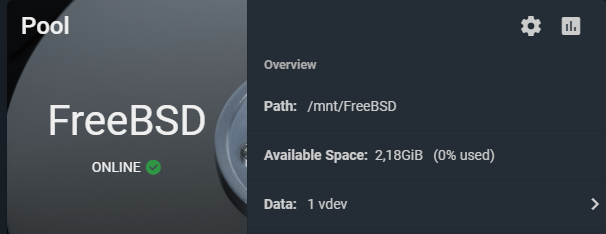 Pool
FreeBSD
ONLINE
Overview
Path: /mnt/FreeBSD
Available Space: 2,18GiB (0% used)
Data: 1 vdev